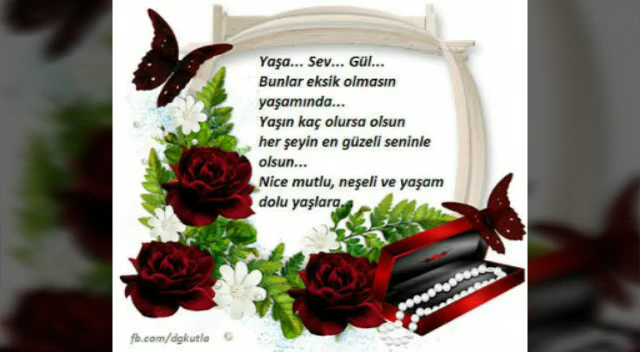 Yaşa... Sev... Gül...
Bunlar eksik olmasın
yaşamında...
Yaşın kaç olursa olsun
her şeyin en güzeli seninle
olsun...
Nice mutlu, neşeli ve yaşam
dolu yaşlara...
fb.com/dgkutla